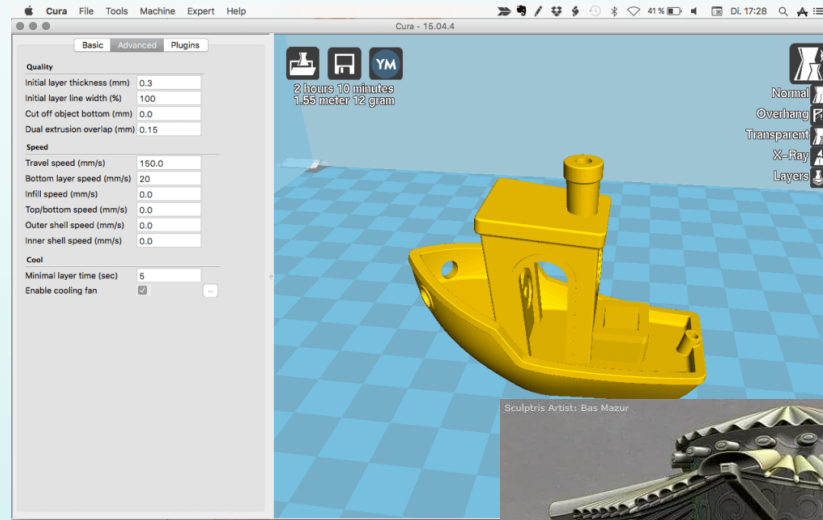 Cura File Tools Machine Expert Help 41% Di. 17:28
Cura - 15.04.4
Basic Advanced Plugins
Quality
Initial layer thickness (mm) 0.3
Initial layer line width (%) 100
Cut off object bottom (mm) 0.0
Dual extrusion overlap (mm) 0.15
Speed
Travel speed (mm/s) 150.0
Bottom layer speed (mm/s) 20
Infill speed (mm/s) 0.0
Top/bottom speed (mm/s) 0.0
Outer shell speed (mm/s) 0.0
Inner shell speed (mm/s) 0.0
Cool
Minimal layer time (sec) 5
Enable cooling fan ...
YM
2 hours 10 minutes
1.55 meter 12 gram
Normal
Overhang
Transparent
X-Ray
Layers
Sculptris Artist: Bas Mazur